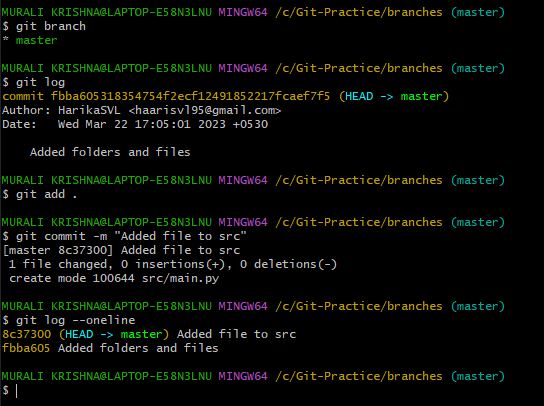 MURALI KRISHNA@LAPTOP-E58N3LNU MINGW64 /c/Git-Practice/branches (master)
$ git branch
* master
MURALI KRISHNA@LAPTOP-E58N3LNU MINGW64 /c/Git-Practice/branches (master)
$ git log
commit fbba605318354754f2ecf12491852217fcaef7f5 (HEAD -> master)
Author: HarikaSVL <haarisvl95@gmail.com>
Date:   Wed Mar 22 17:05:01 2023 +0530
    Added folders and files
MURALI KRISHNA@LAPTOP-E58N3LNU MINGW64 /c/Git-Practice/branches (master)
$ git add .
MURALI KRISHNA@LAPTOP-E58N3LNU MINGW64 /c/Git-Practice/branches (master)
$ git commit -m "Added file to src"
[master 8c37300] Added file to src
 1 file changed, 0 insertions(+), 0 deletions(-)
 create mode 100644 src/main.py
MURALI KRISHNA@LAPTOP-E58N3LNU MINGW64 /c/Git-Practice/branches (master)
$ git log --oneline
8c37300 (HEAD -> master) Added file to src
fbba605 Added folders and files
MURALI KRISHNA@LAPTOP-E58N3LNU MINGW64 /c/Git-Practice/branches (master)
$